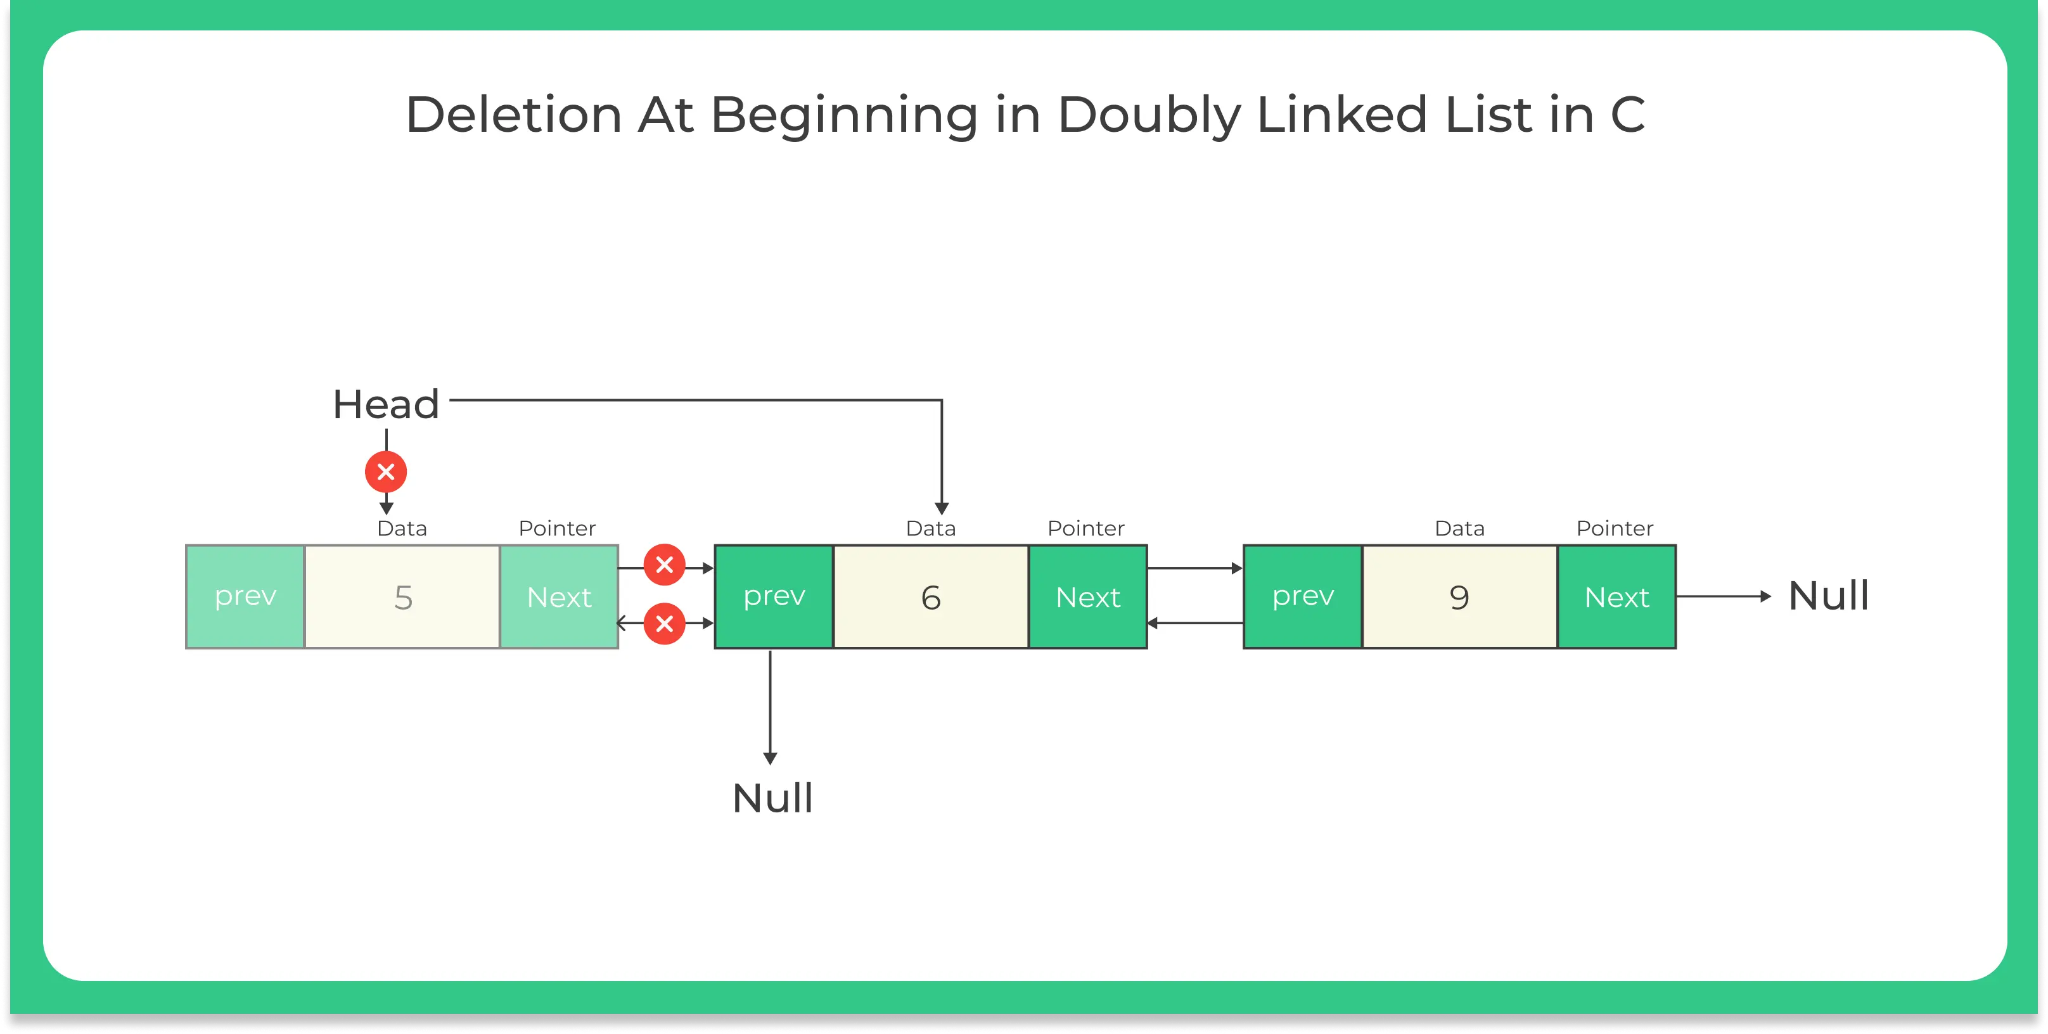 Deletion At Beginning in Doubly Linked List in C
Head
Data Pointer Data Pointer Data Pointer
prev 5 Next prev 6 Next prev 9 Next Null
Null